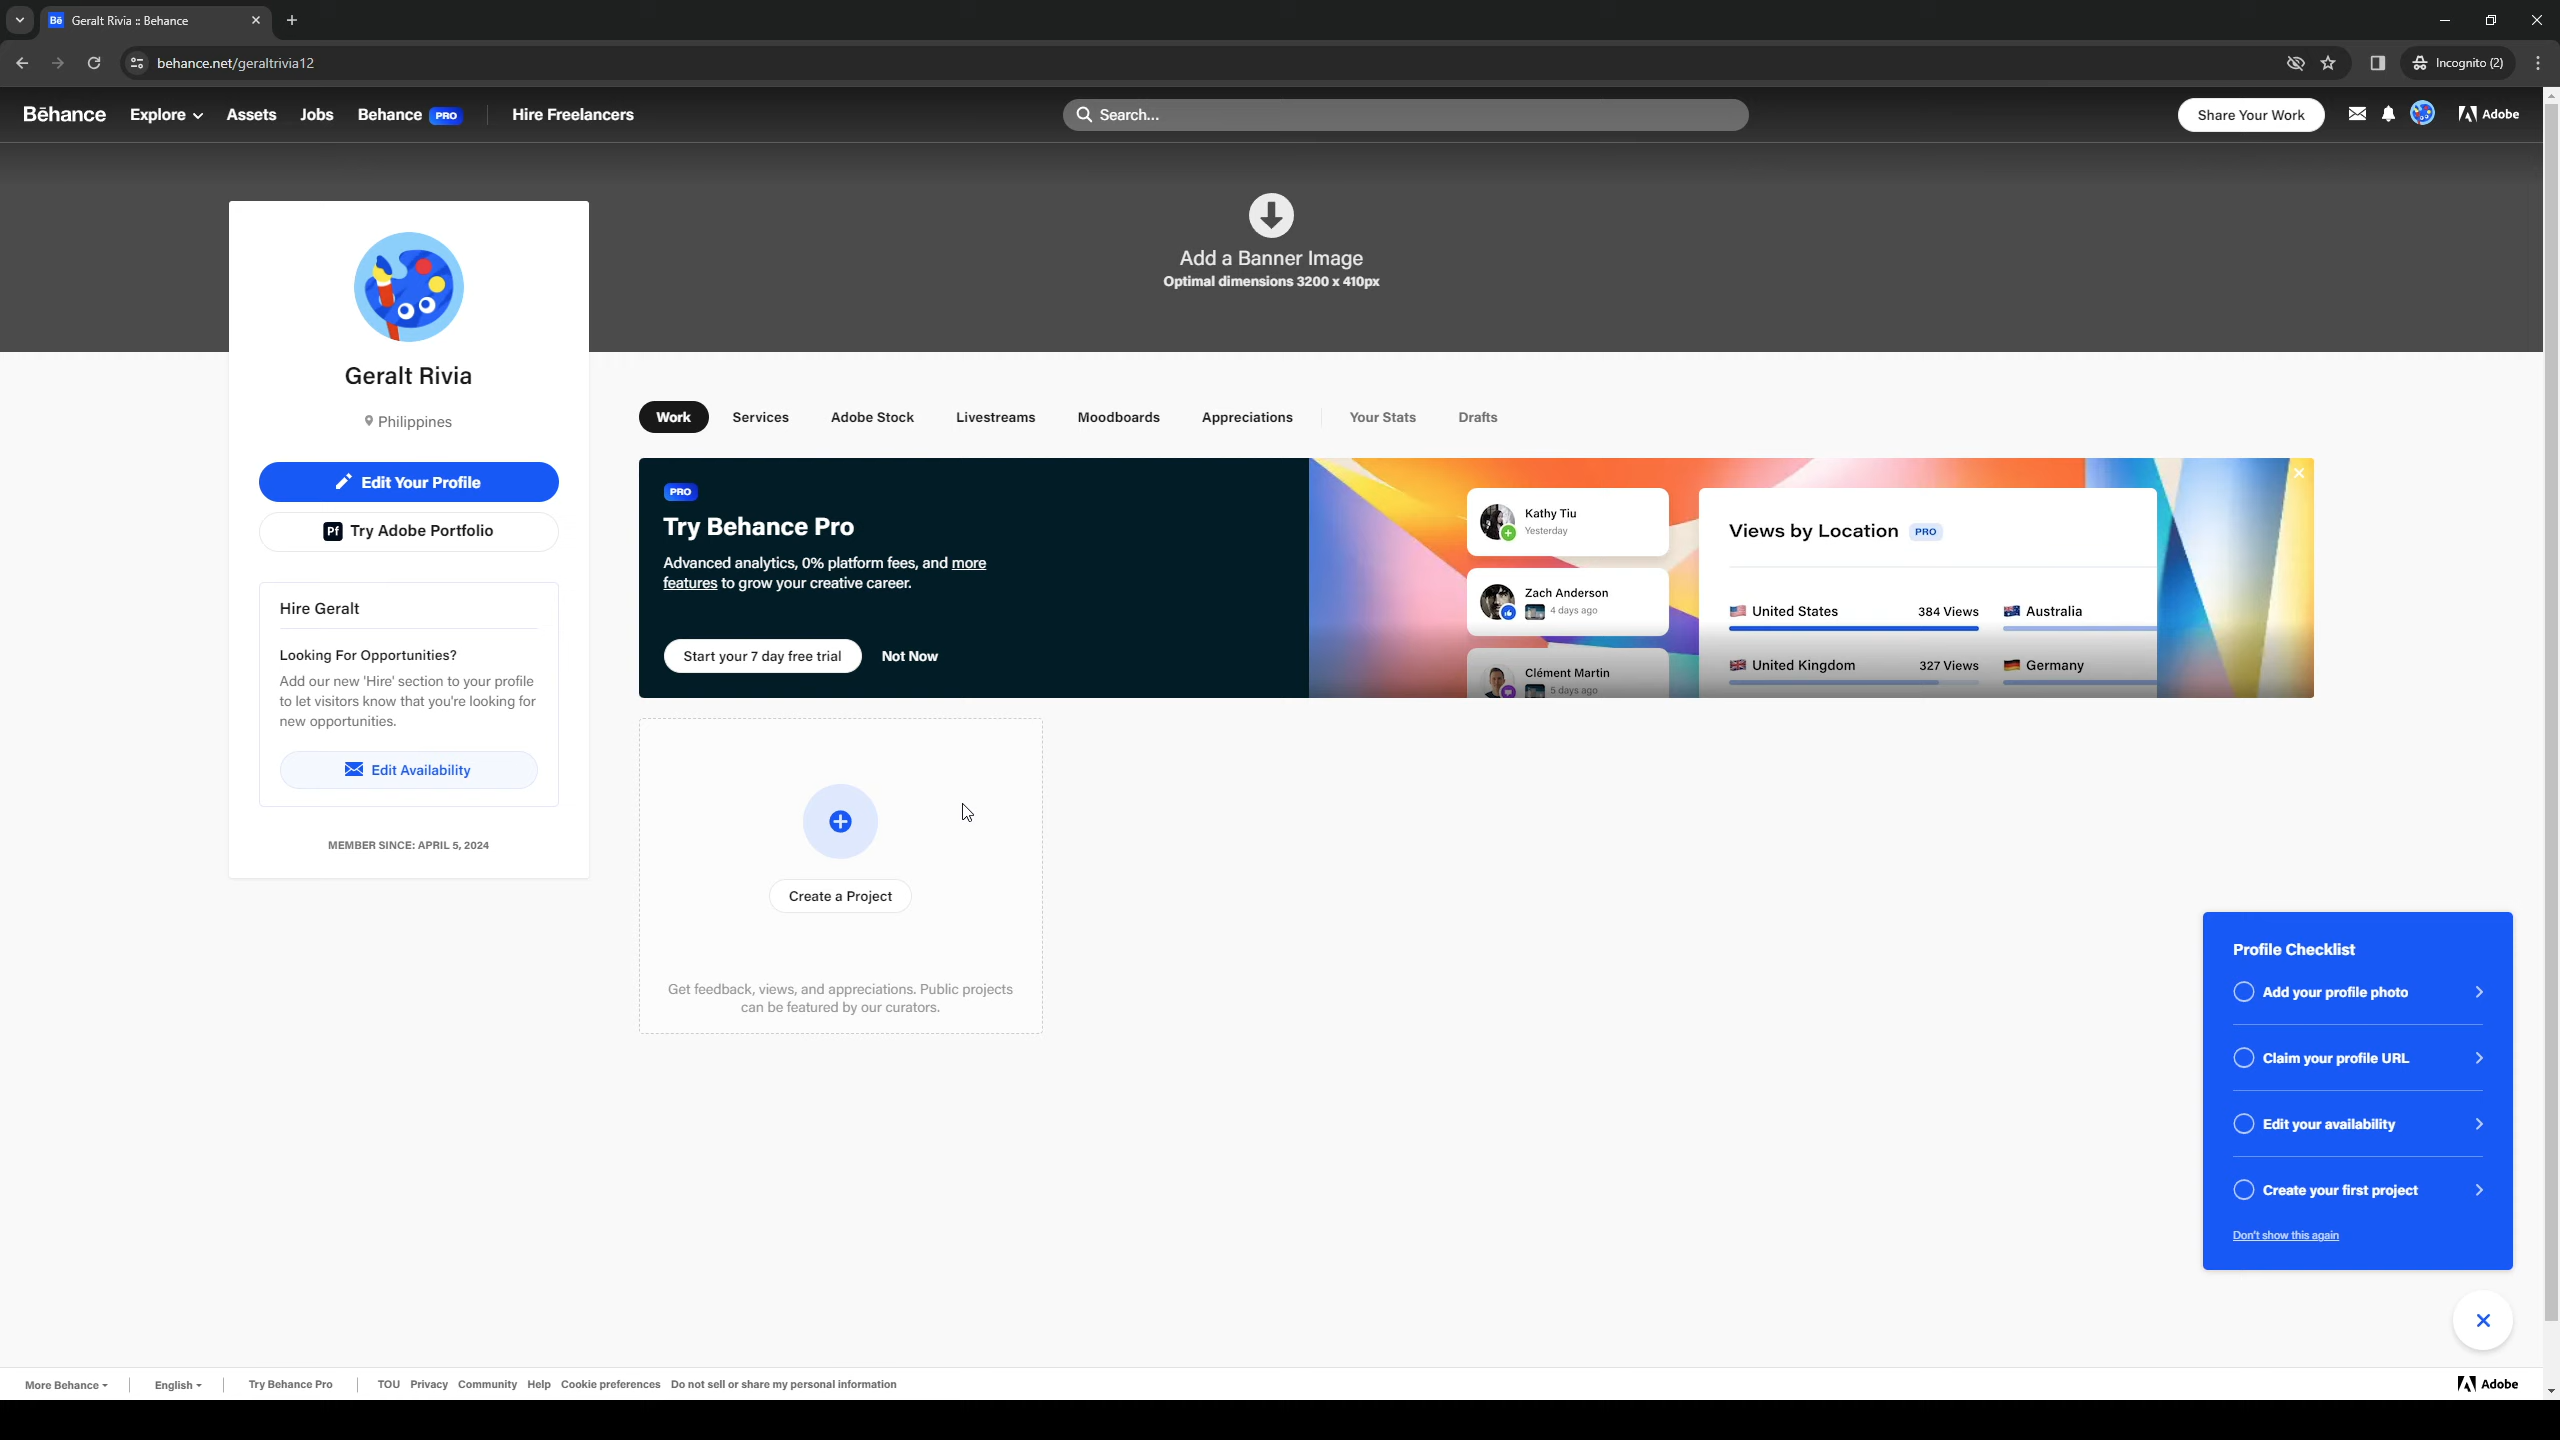 Bē Geralt Rivia :: Behance
behance.net/geraltrivia12
Incognito (2)
Bēhance Explore Assets Jobs Behance PRO Hire Freelancers
Search...
Share Your Work
Adobe
Add a Banner Image
Optimal dimensions 3200 x 410px
Geralt Rivia
Philippines
Edit Your Profile
Pf Try Adobe Portfolio
Hire Geralt
Looking For Opportunities?
Add our new 'Hire' section to your profile
to let visitors know that you're looking for
new opportunities.
Edit Availability
MEMBER SINCE: APRIL 5, 2024
Work Services Adobe Stock Livestreams Moodboards Appreciations Your Stats Drafts
PRO
Try Behance Pro
Advanced analytics, 0% platform fees, and more
features to grow your creative career.
Start your 7 day free trial Not Now
Kathy Tiu
Yesterday
Zach Anderson
4 days ago
Clément Martin
5 days ago
Views by Location PRO
United States 384 Views Australia
United Kingdom 327 Views Germany
Create a Project
Get feedback, views, and appreciations. Public projects
can be featured by our curators.
Profile Checklist
Add your profile photo
Claim your profile URL
Edit your availability
Create your first project
Don't show this again
More Behance English Try Behance Pro TOU Privacy Community Help Cookie preferences Do not sell or share my personal information
Adobe